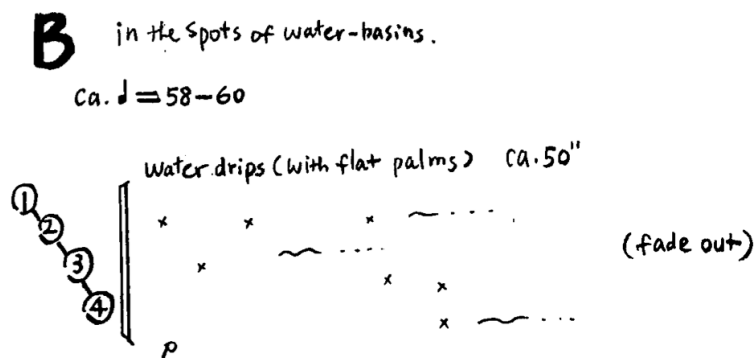 B in the spots of water-basins.
ca. ♩=58-60
water drips (with flat palms) ca. 50"
①
②
③
④
(fade out)
p